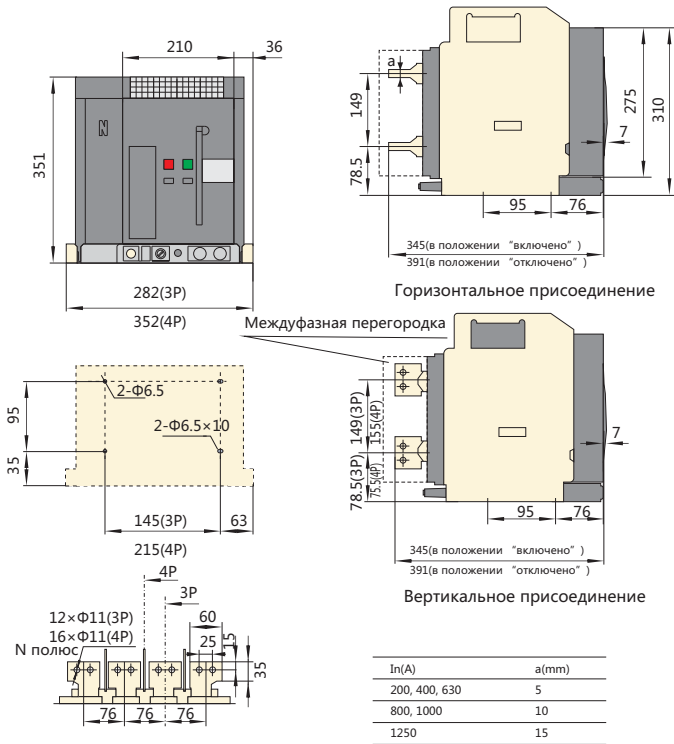 210
36
351
282(3P)
352(4P)
a
149
78.5
275
310
7
95
76
345(в положении “включено”)
391(в положении “отключено”)
Горизонтальное присоединение
Междуфазная перегородка
2-Ф6.5
2-Ф6.5×10
95
35
145(3P)
63
215(4P)
149(3P)
155(4P)
78.5(3P)
75.5(4P)
7
95
76
345(в положении “включено”)
391(в положении “отключено”)
Вертикальное присоединение
4P
3P
12×Ф11(3P)
16×Ф11(4P)
N полюс
60
25
15
35
76
76
76
In(A) a(mm)
200, 400, 630 5
800, 1000 10
1250 15